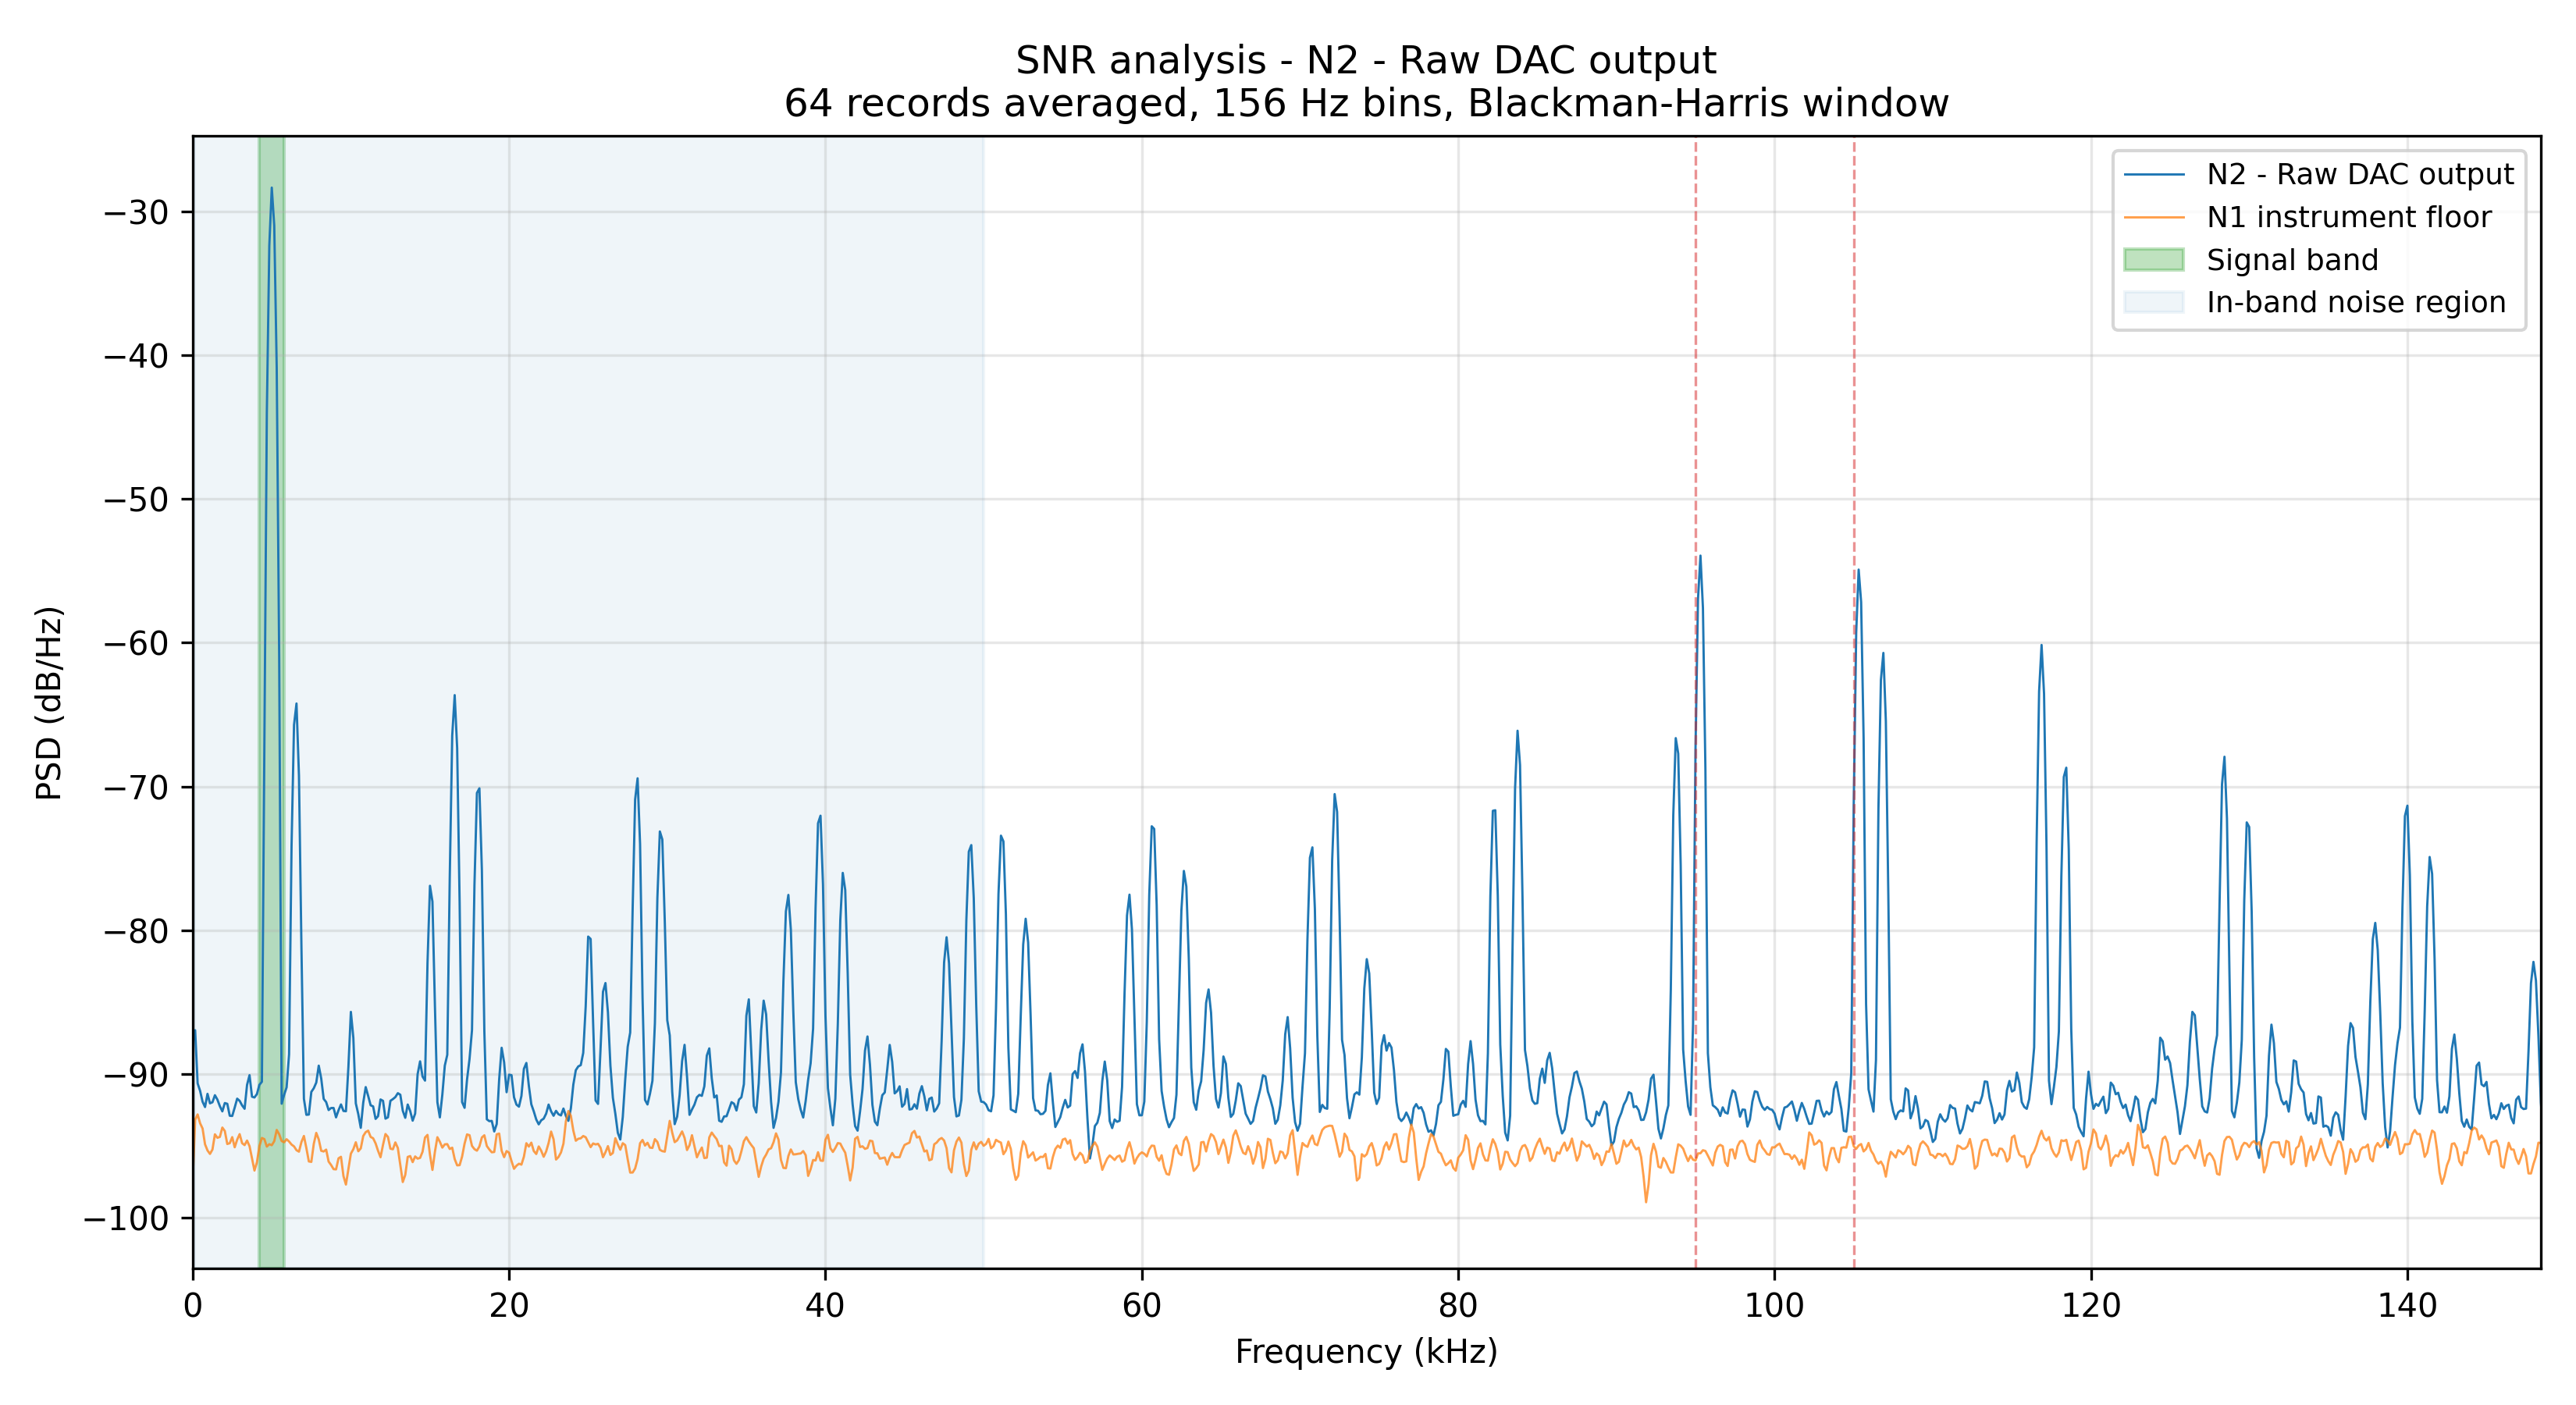 SNR analysis - N2 - Raw DAC output
64 records averaged, 156 Hz bins, Blackman-Harris window
N2 - Raw DAC output
N1 instrument floor
Signal band
In-band noise region
PSD (dB/Hz)
−30
−40
−50
−60
−70
−80
−90
−100
0 20 40 60 80 100 120 140
Frequency (kHz)